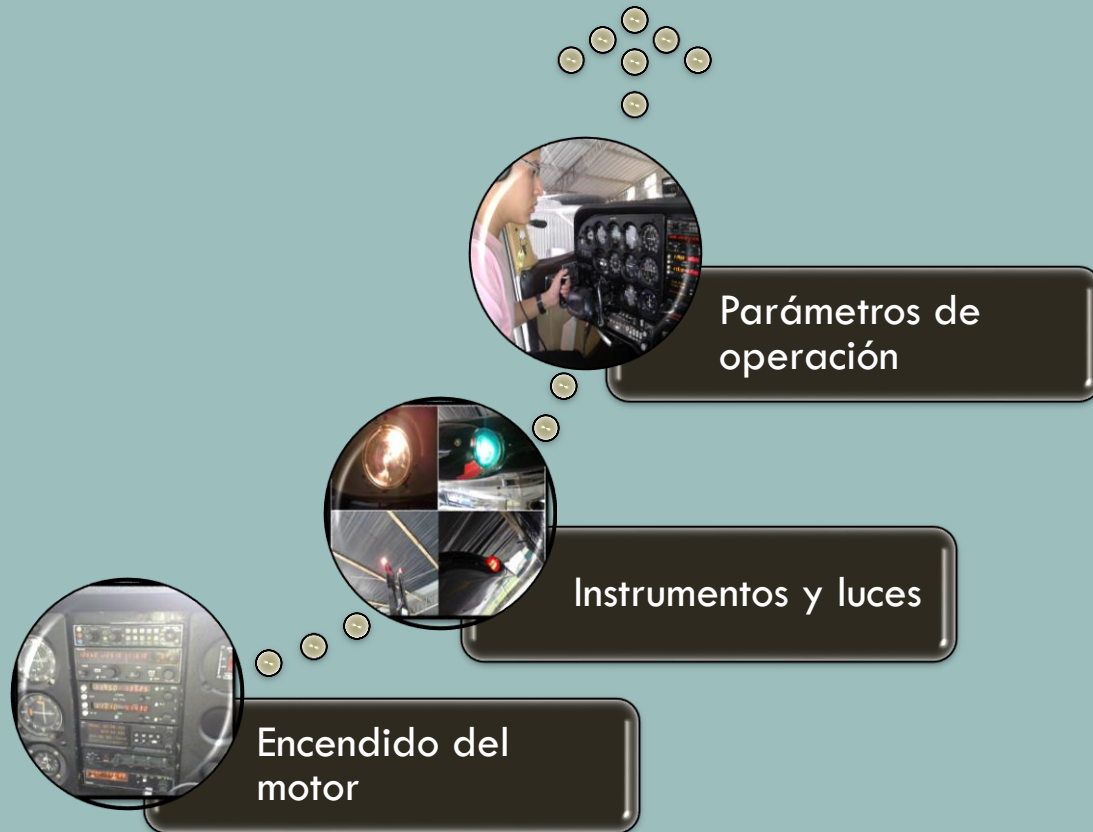 Parámetros de
operación
Instrumentos y luces
Encendido del
motor